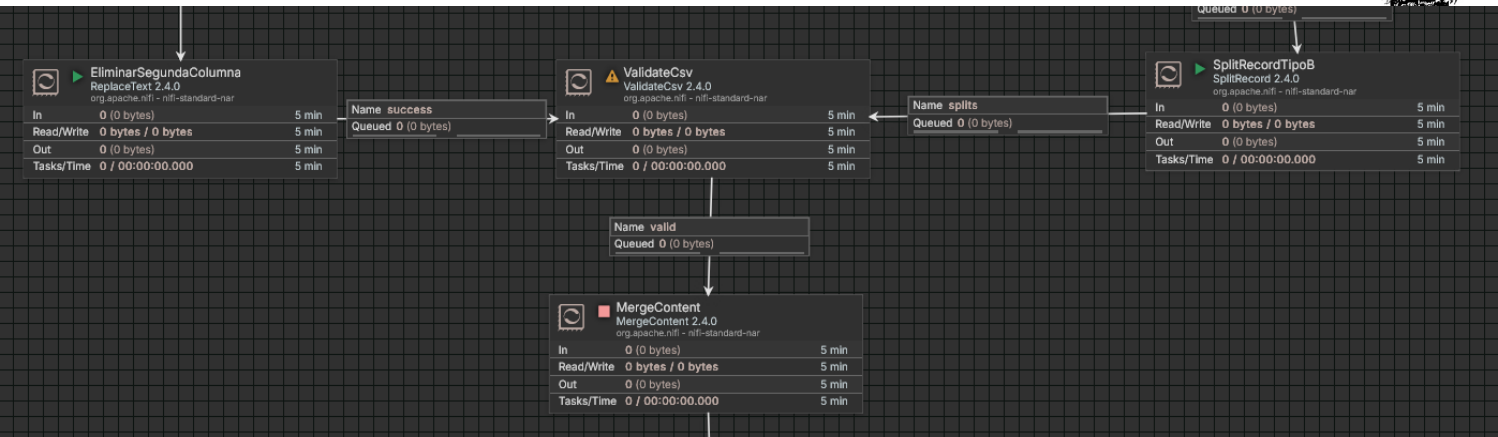 Queued 0 (0 bytes)
EliminarSegundaColumna
ReplaceText 2.4.0
org.apache.nifi - nifi-standard-nar
In 0 (0 bytes) 5 min
Read/Write 0 bytes / 0 bytes 5 min
Out 0 (0 bytes) 5 min
Tasks/Time 0 / 00:00:00.000 5 min
Name success
Queued 0 (0 bytes)
ValidateCsv
ValidateCsv 2.4.0
org.apache.nifi - nifi-standard-nar
In 0 (0 bytes) 5 min
Read/Write 0 bytes / 0 bytes 5 min
Out 0 (0 bytes) 5 min
Tasks/Time 0 / 00:00:00.000 5 min
Name splits
Queued 0 (0 bytes)
SplitRecordTipoB
SplitRecord 2.4.0
org.apache.nifi - nifi-standard-nar
In 0 (0 bytes) 5 min
Read/Write 0 bytes / 0 bytes 5 min
Out 0 (0 bytes) 5 min
Tasks/Time 0 / 00:00:00.000 5 min
Name valid
Queued 0 (0 bytes)
MergeContent
MergeContent 2.4.0
org.apache.nifi - nifi-standard-nar
In 0 (0 bytes) 5 min
Read/Write 0 bytes / 0 bytes 5 min
Out 0 (0 bytes) 5 min
Tasks/Time 0 / 00:00:00.000 5 min